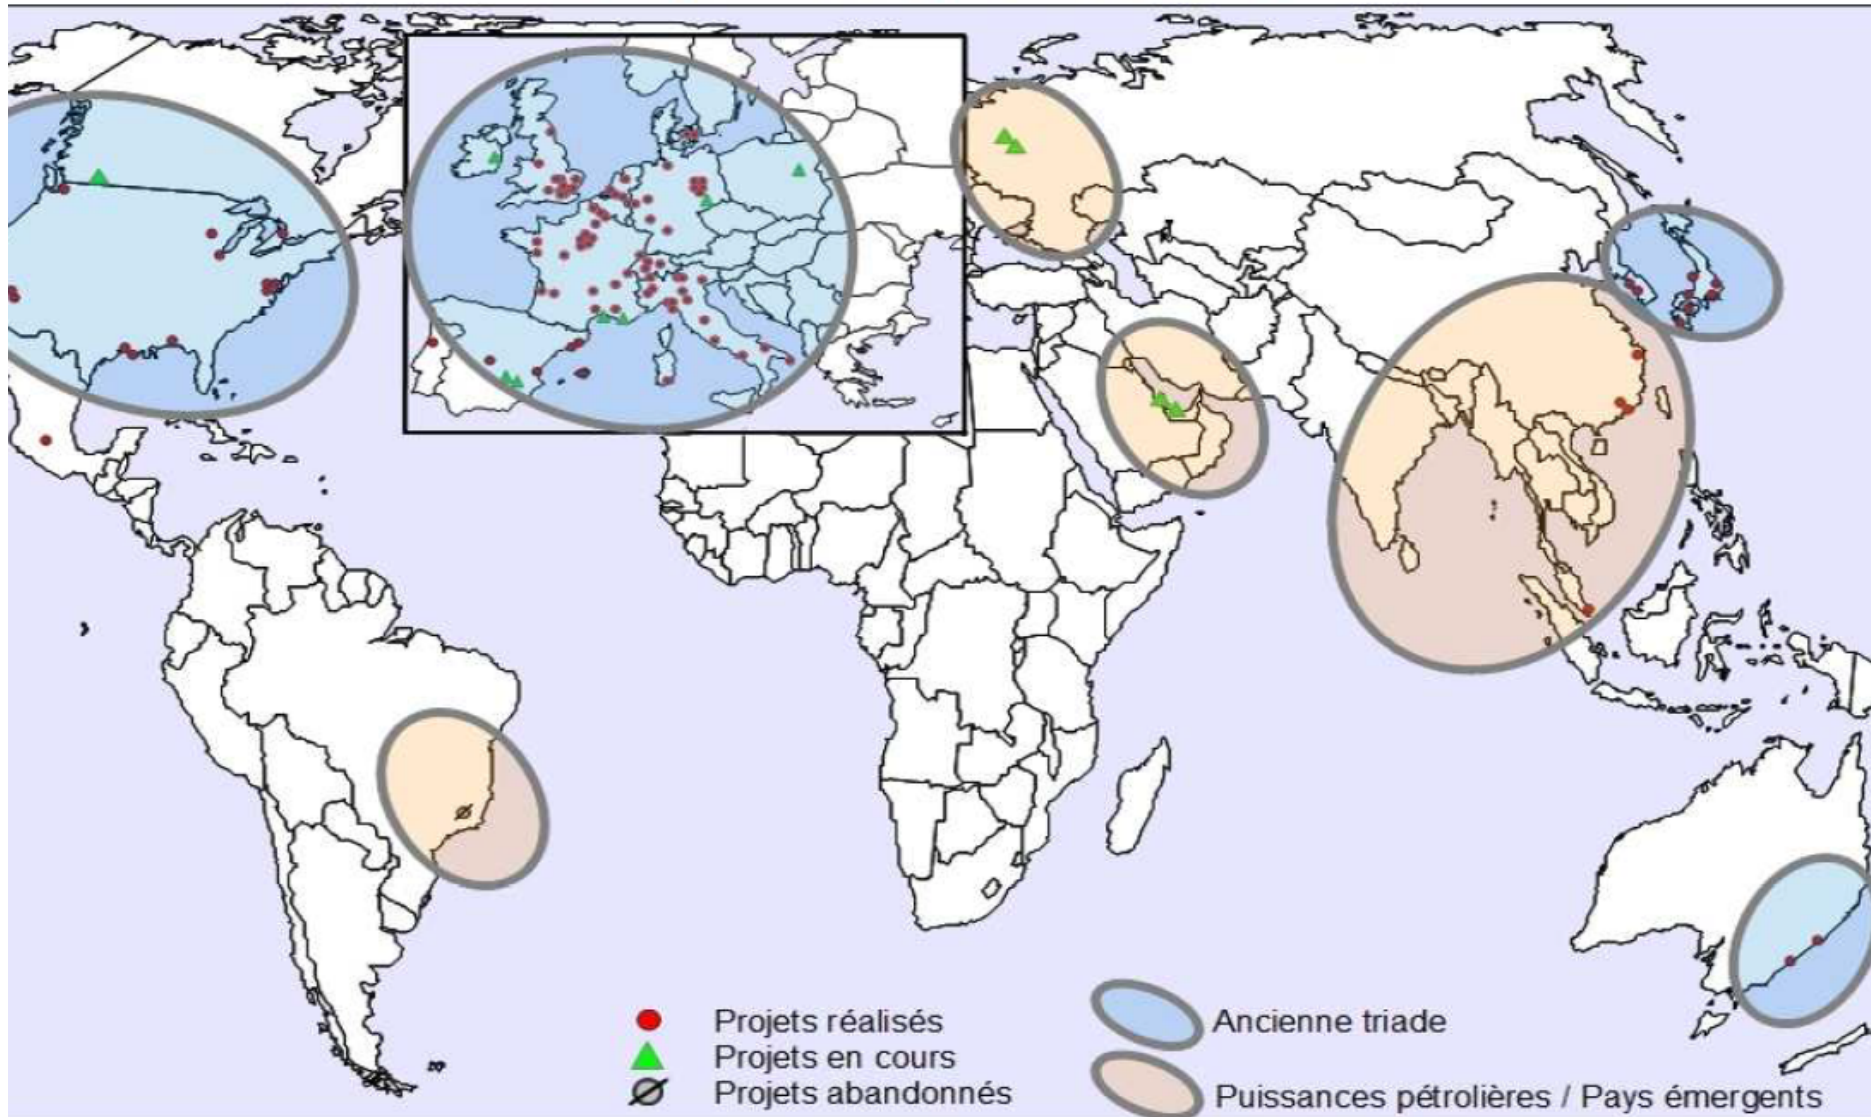 Projets réalisés
Projets en cours
Projets abandonnés
Ancienne triade
Puissances pétrolières / Pays émergents